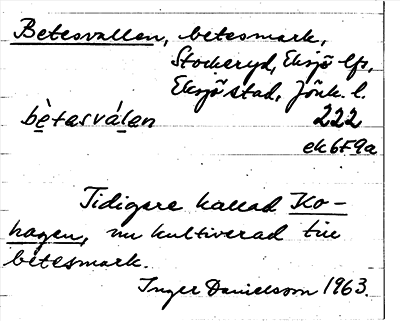 Betesvallen, betesmark,
Stockeryd, Eksjö lfs,
Eksjö stad, Jönk. l.
bètasválen 222
ek 6F9a
Tidigare kallad Ko-
hagen, nu kultiverad till
betesmark.
Inger Danielsson 1963.